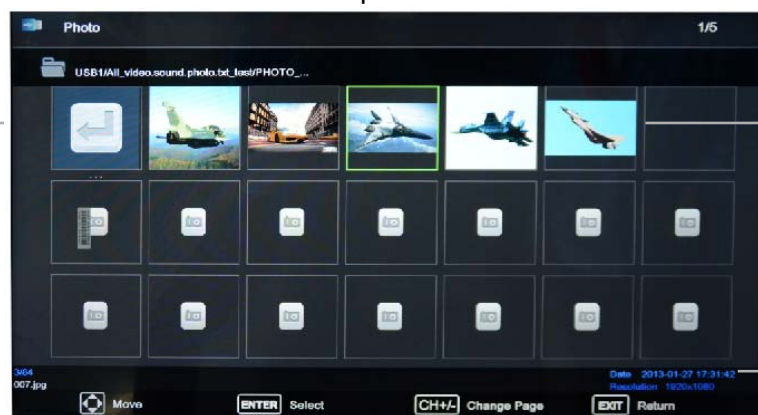 Photo 1/5
USB1/All_video.sound.photo.txt_test/PHOTO_...
...
3/64
007.jpg
Date 2013-01-27 17:31:42
Resolution 1920x1080
Move ENTER Select CH+/- Change Page EXIT Return